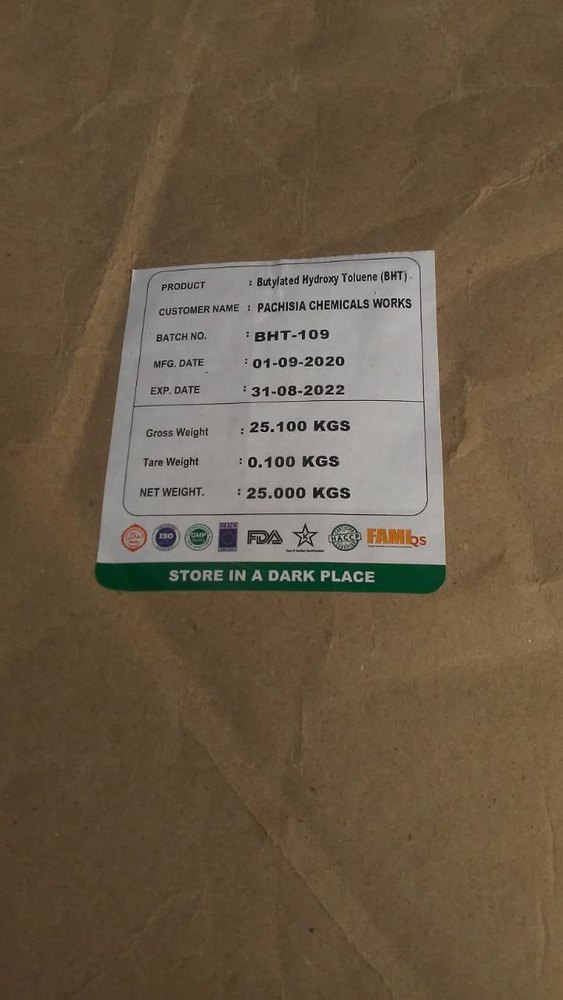 PRODUCT : Butylated Hydroxy Toluene (BHT)
CUSTOMER NAME : PACHISIA CHEMICALS WORKS
BATCH NO. : BHT-109
MFG. DATE : 01-09-2020
EXP. DATE : 31-08-2022
Gross Weight : 25.100 KGS
Tare Weight : 0.100 KGS
NET WEIGHT. : 25.000 KGS
ISO GMP FDA K HACCP FAMI QS
STORE IN A DARK PLACE